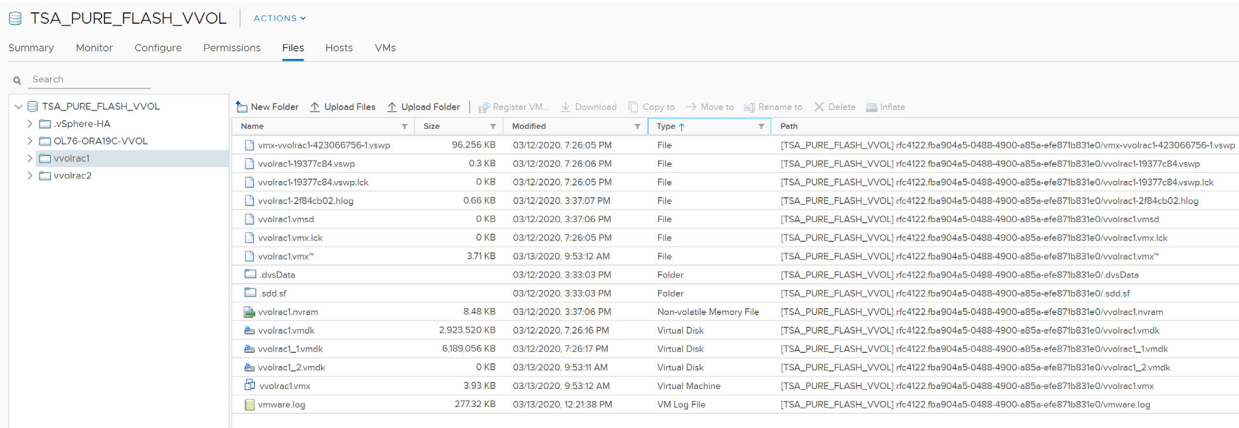 TSA_PURE_FLASH_VVOL ACTIONS
Summary Monitor Configure Permissions Files Hosts VMs
Search
TSA_PURE_FLASH_VVOL
.vSphere-HA
OL76-ORA19C-VVOL
vvolrac1
vvolrac2
New Folder Upload Files Upload Folder Register VM... Download Copy to Move to Rename to Delete Inflate
Name Size Modified Type Path
vmx-vvolrac1-423066756-1.vswp 96,256 KB 03/12/2020, 7:26:05 PM File [TSA_PURE_FLASH_VVOL] rfc4122.fba904a5-0488-4900-a85a-efe871b831e0/vmx-vvolrac1-423066756-1.vswp
vvolrac1-19377c84.vswp 0.3 KB 03/12/2020, 7:26:06 PM File [TSA_PURE_FLASH_VVOL] rfc4122.fba904a5-0488-4900-a85a-efe871b831e0/vvolrac1-19377c84.vswp
vvolrac1-19377c84.vswp.lck 0 KB 03/12/2020, 7:26:05 PM File [TSA_PURE_FLASH_VVOL] rfc4122.fba904a5-0488-4900-a85a-efe871b831e0/vvolrac1-19377c84.vswp.lck
vvolrac1-2f84cb02.hlog 0.66 KB 03/12/2020, 3:37:07 PM File [TSA_PURE_FLASH_VVOL] rfc4122.fba904a5-0488-4900-a85a-efe871b831e0/vvolrac1-2f84cb02.hlog
vvolrac1.vmsd 0 KB 03/12/2020, 3:37:06 PM File [TSA_PURE_FLASH_VVOL] rfc4122.fba904a5-0488-4900-a85a-efe871b831e0/vvolrac1.vmsd
vvolrac1.vmx.lck 0 KB 03/12/2020, 7:26:05 PM File [TSA_PURE_FLASH_VVOL] rfc4122.fba904a5-0488-4900-a85a-efe871b831e0/vvolrac1.vmx.lck
vvolrac1.vmx~ 3.71 KB 03/13/2020, 9:53:12 AM File [TSA_PURE_FLASH_VVOL] rfc4122.fba904a5-0488-4900-a85a-efe871b831e0/vvolrac1.vmx~
.dvsData 03/12/2020, 3:33:03 PM Folder [TSA_PURE_FLASH_VVOL] rfc4122.fba904a5-0488-4900-a85a-efe871b831e0/.dvsData
.sdd.sf 03/12/2020, 3:33:03 PM Folder [TSA_PURE_FLASH_VVOL] rfc4122.fba904a5-0488-4900-a85a-efe871b831e0/.sdd.sf
vvolrac1.nvram 8.48 KB 03/12/2020, 3:37:06 PM Non-volatile Memory File [TSA_PURE_FLASH_VVOL] rfc4122.fba904a5-0488-4900-a85a-efe871b831e0/vvolrac1.nvram
vvolrac1.vmdk 2,923,520 KB 03/12/2020, 7:26:16 PM Virtual Disk [TSA_PURE_FLASH_VVOL] rfc4122.fba904a5-0488-4900-a85a-efe871b831e0/vvolrac1.vmdk
vvolrac1_1.vmdk 6,189,056 KB 03/12/2020, 7:26:17 PM Virtual Disk [TSA_PURE_FLASH_VVOL] rfc4122.fba904a5-0488-4900-a85a-efe871b831e0/vvolrac1_1.vmdk
vvolrac1_2.vmdk 0 KB 03/13/2020, 9:53:11 AM Virtual Disk [TSA_PURE_FLASH_VVOL] rfc4122.fba904a5-0488-4900-a85a-efe871b831e0/vvolrac1_2.vmdk
vvolrac1.vmx 3.93 KB 03/13/2020, 9:53:12 AM Virtual Machine [TSA_PURE_FLASH_VVOL] rfc4122.fba904a5-0488-4900-a85a-efe871b831e0/vvolrac1.vmx
vmware.log 277.32 KB 03/13/2020, 12:21:38 PM VM Log File [TSA_PURE_FLASH_VVOL] rfc4122.fba904a5-0488-4900-a85a-efe871b831e0/vmware.log